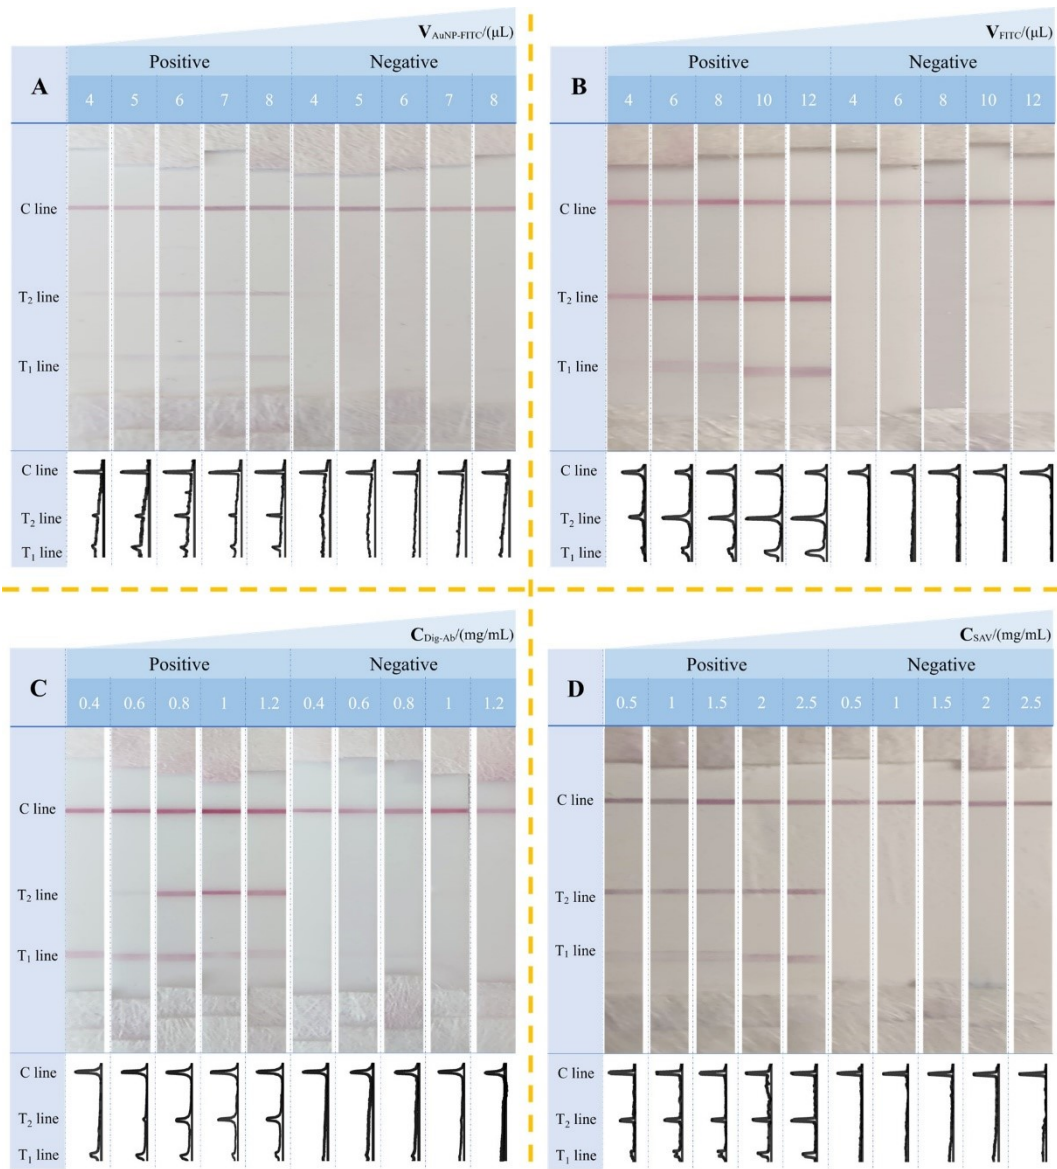 V_AuNP-FITC/(μL)
A
Positive Negative
4 5 6 7 8 4 5 6 7 8
C line
T₂ line
T₁ line
C line
T₂ line
T₁ line
V_FITC/(μL)
B
Positive Negative
4 6 8 10 12 4 6 8 10 12
C line
T₂ line
T₁ line
C line
T₂ line
T₁ line
C_Dig-Ab/(mg/mL)
C
Positive Negative
0.4 0.6 0.8 1 1.2 0.4 0.6 0.8 1 1.2
C line
T₂ line
T₁ line
C line
T₂ line
T₁ line
C_SAV/(mg/mL)
D
Positive Negative
0.5 1 1.5 2 2.5 0.5 1 1.5 2 2.5
C line
T₂ line
T₁ line
C line
T₂ line
T₁ line